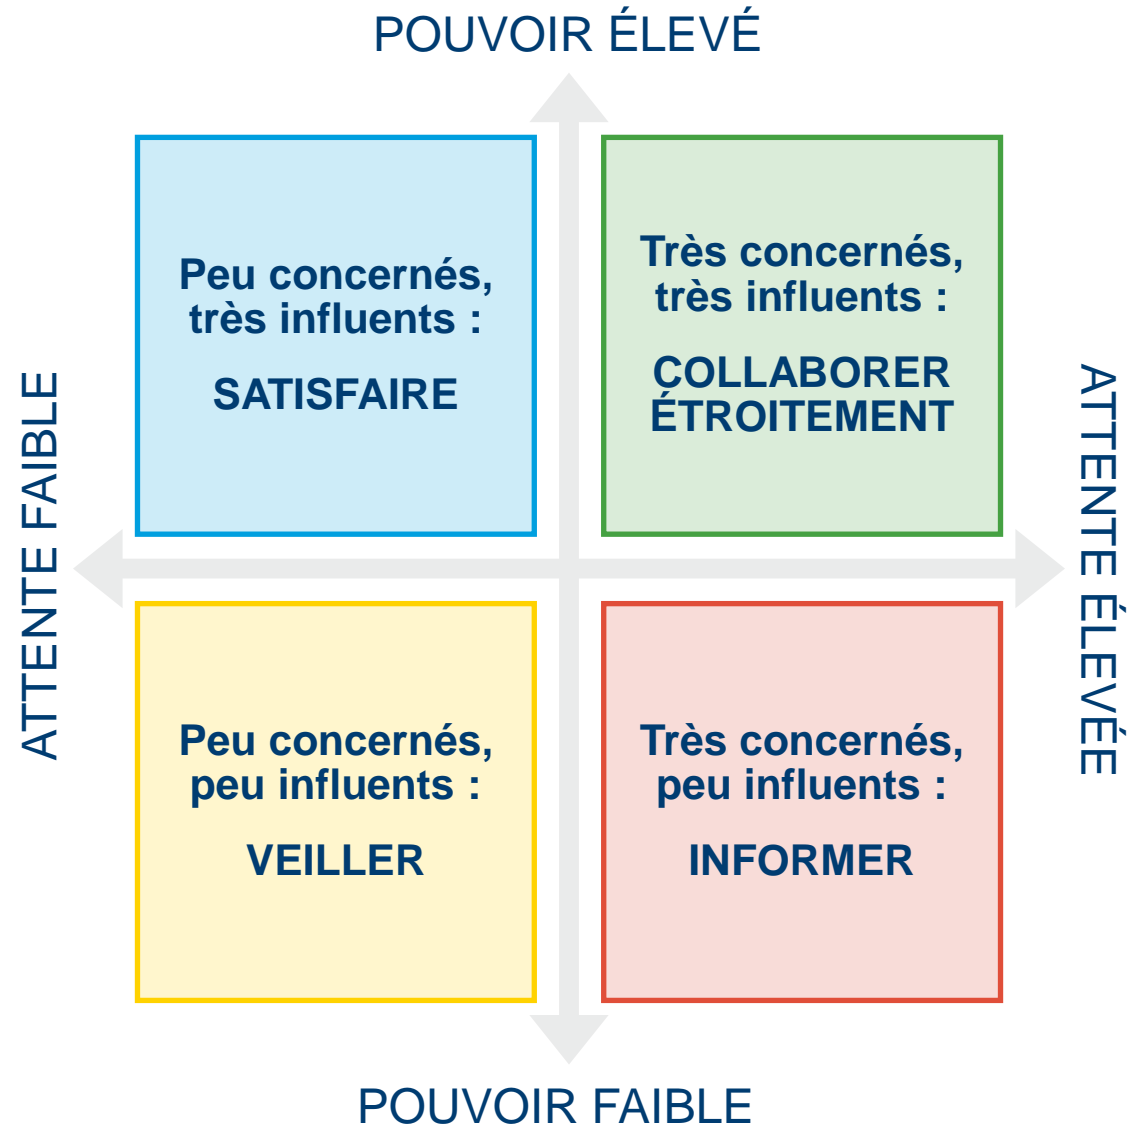 POUVOIR ÉLEVÉ
Peu concernés,
très influents :
SATISFAIRE
Très concernés,
très influents :
COLLABORER
ÉTROITEMENT
ATTENTE FAIBLE
ATTENTE ÉLEVÉE
Peu concernés,
peu influents :
VEILLER
Très concernés,
peu influents :
INFORMER
POUVOIR FAIBLE